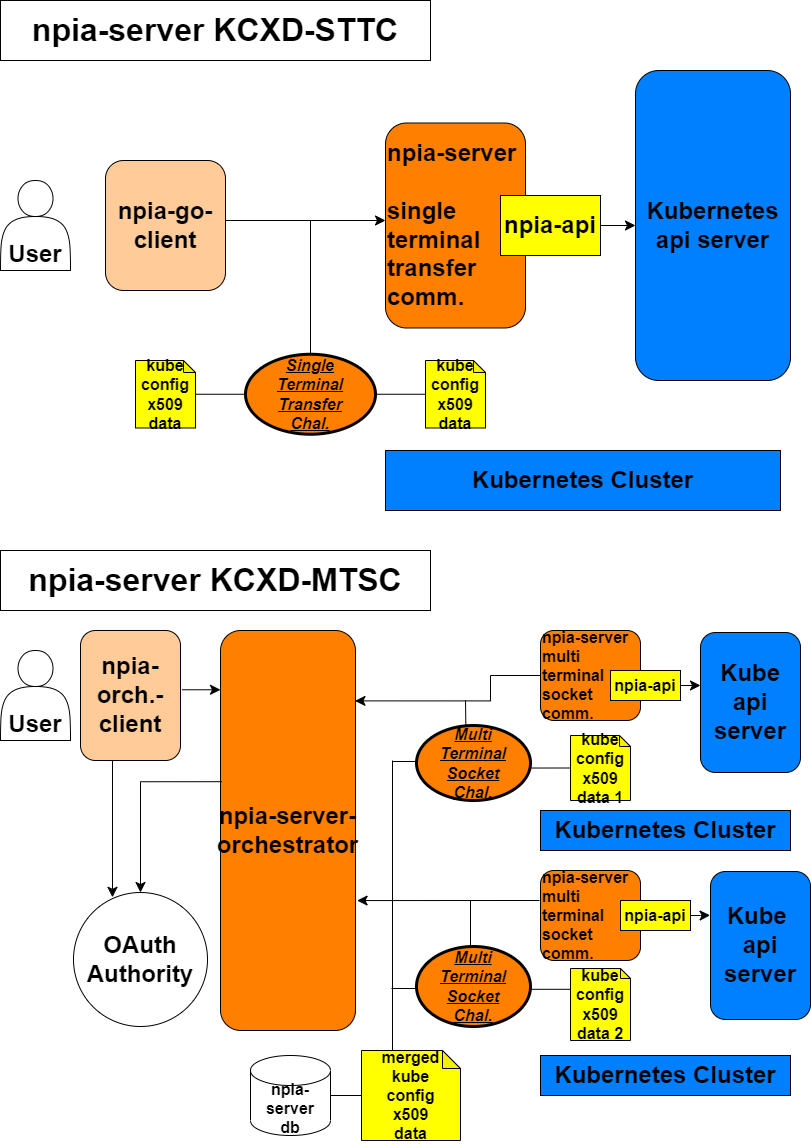 npia-server KCXD-STTC
User
npia-go-
client
npia-server
single
terminal
transfer
comm.
npia-api
Kubernetes
api server
kube
config
x509
data
Single
Terminal
Transfer
Chal.
kube
config
x509
data
Kubernetes Cluster
npia-server KCXD-MTSC
User
npia-
orch.-
client
npia-server-
orchestrator
OAuth
Authority
npia-server
multi
terminal
socket
comm.
npia-api
Kube
api
server
Multi
Terminal
Socket
Chal.
kube
config
x509
data 1
Kubernetes Cluster
npia-server
multi
terminal
socket
comm.
npia-api
Kube
api
server
Multi
Terminal
Socket
Chal.
kube
config
x509
data 2
Kubernetes Cluster
npia-
server
db
merged
kube
config
x509
data